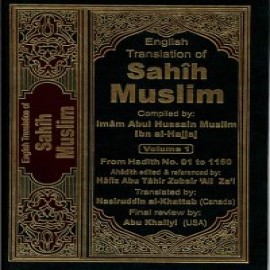 English Translation of
Sahîh
Muslim
English
Translation of
Sahîh
Muslim
Compiled by:
Imâm Abul Hussain Muslim
Ibn al-Hajjaj
Volume 1
From Hadith No. 01 to 1160
Ahâdith edited & referenced by:
Hâfiz Abu Tâhir Zubair 'Ali Za'i
Translated by:
Nasiruddin al-Khattab (Canada)
Final review by:
Abu Khaliyl (USA)